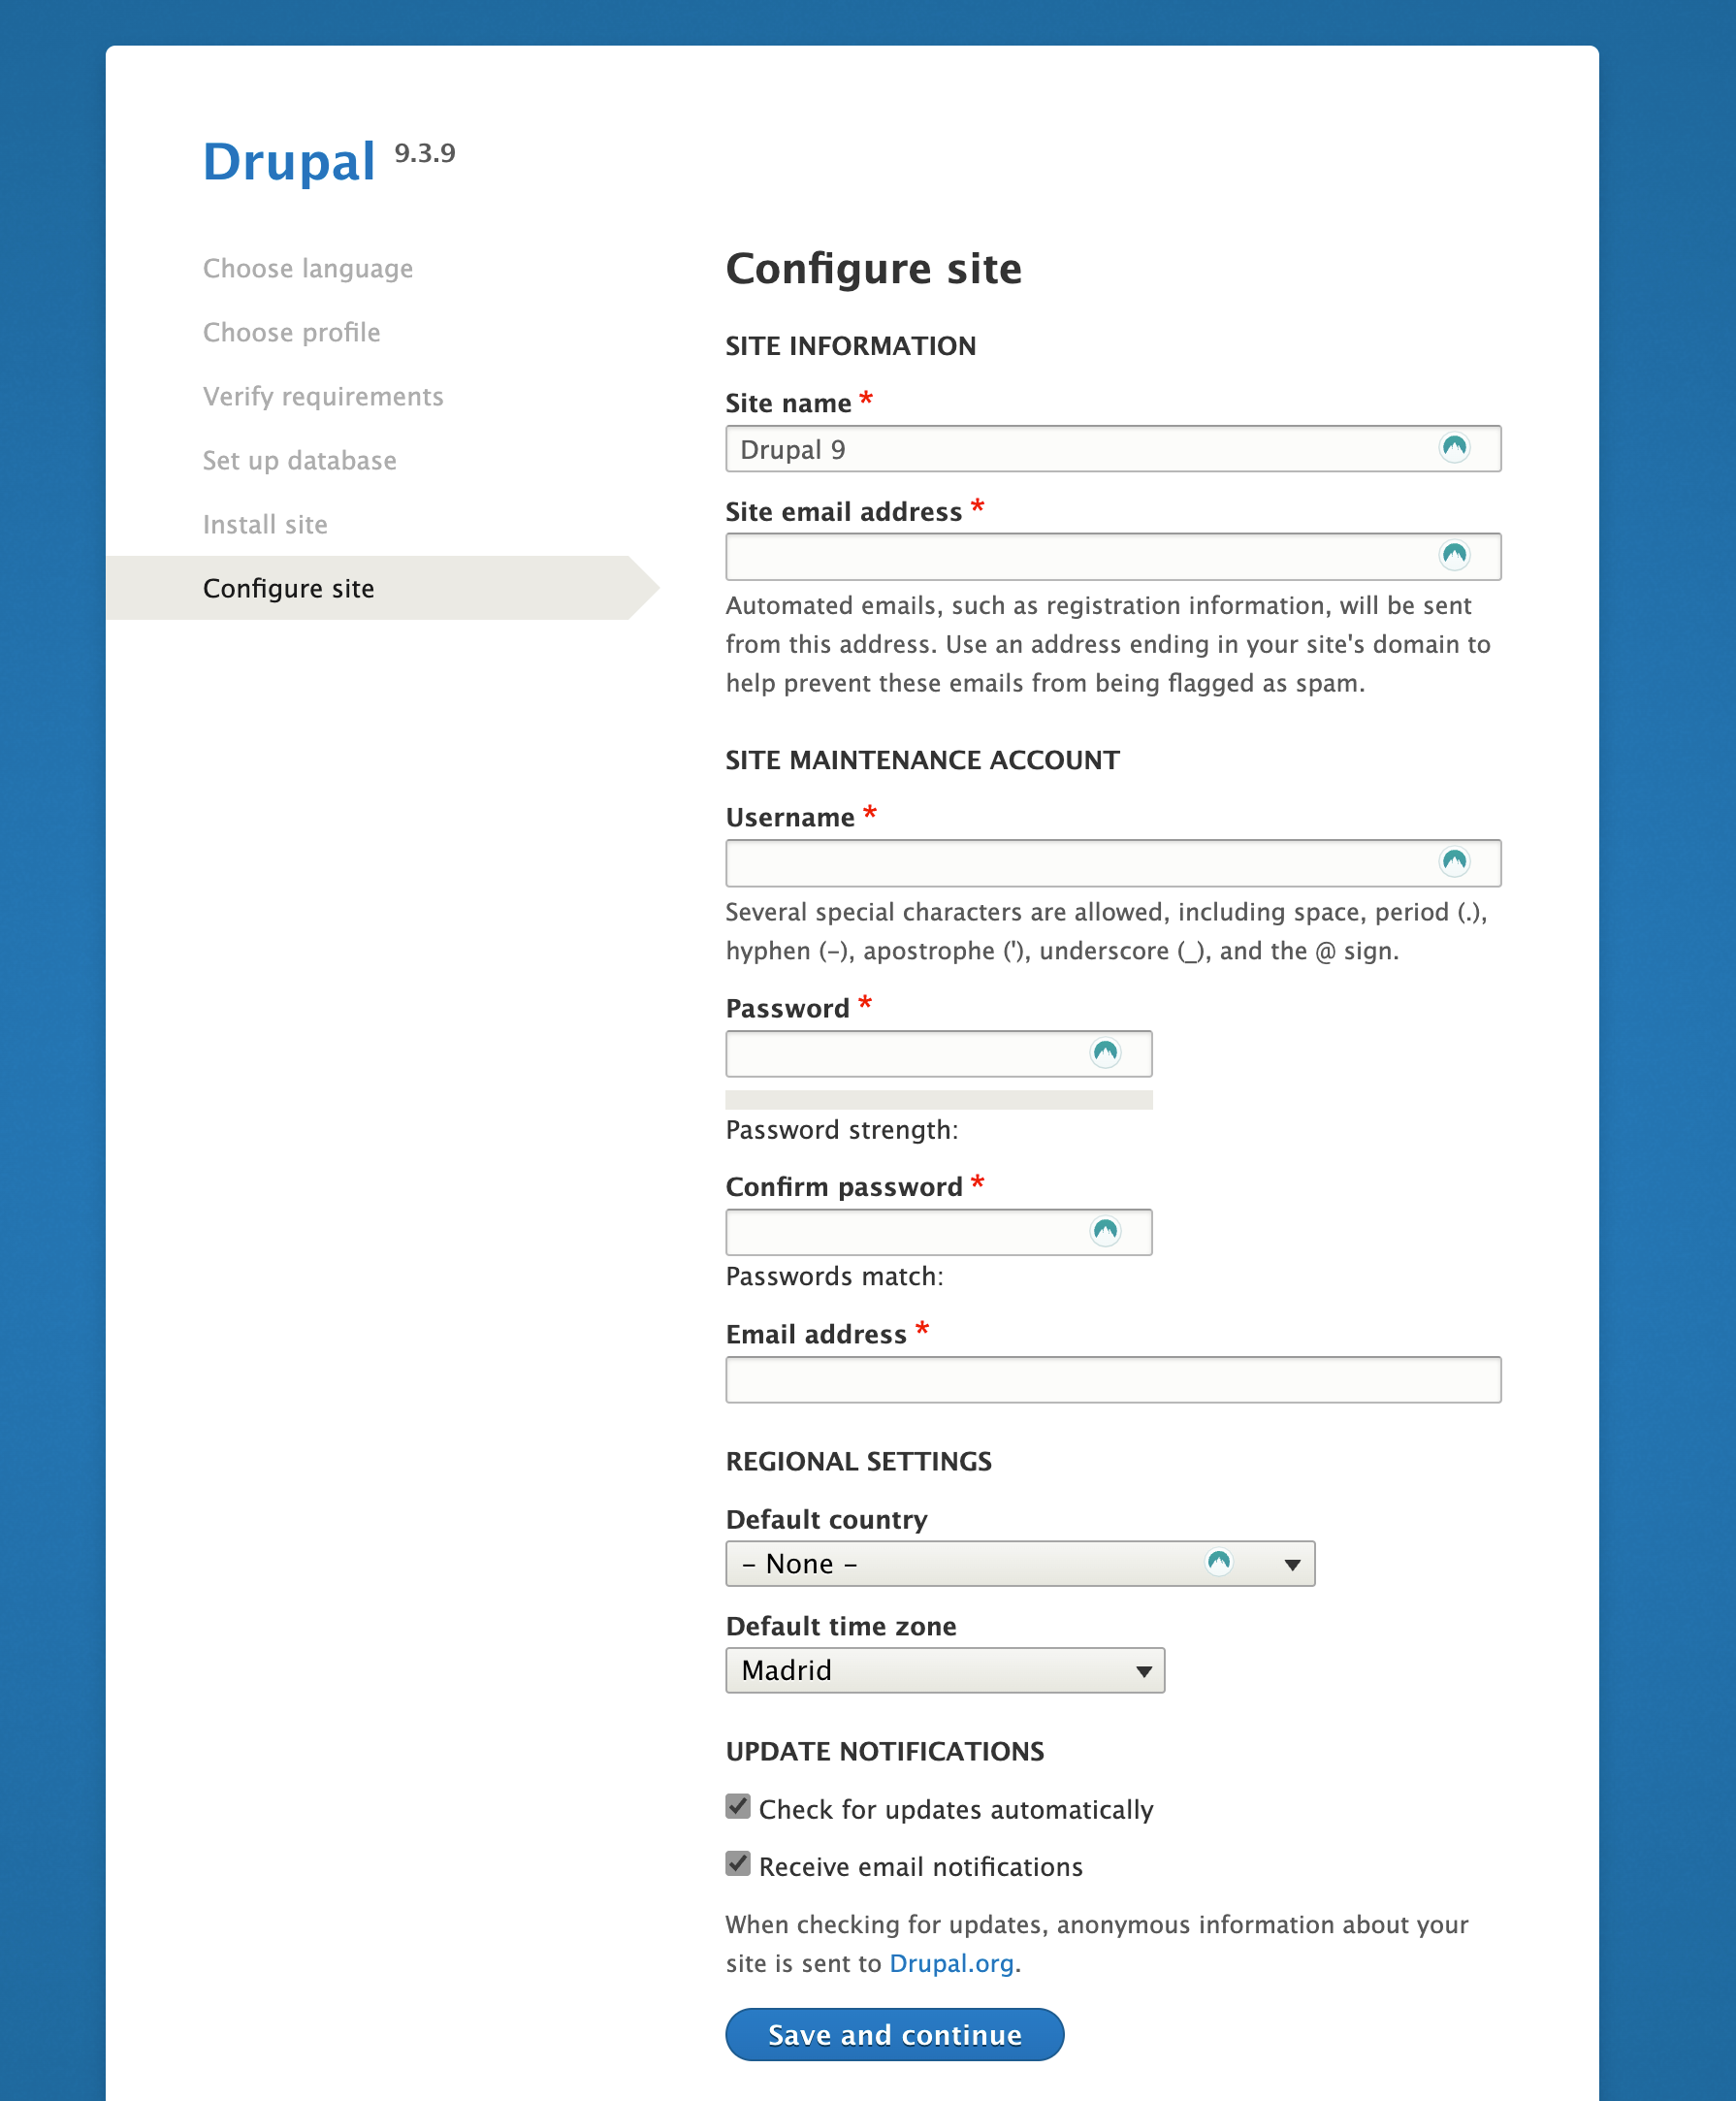 Drupal 9.3.9
Choose language
Choose profile
Verify requirements
Set up database
Install site
Configure site
Configure site
SITE INFORMATION
Site name *
Drupal 9
Site email address *
Automated emails, such as registration information, will be sent
from this address. Use an address ending in your site's domain to
help prevent these emails from being flagged as spam.
SITE MAINTENANCE ACCOUNT
Username *
Several special characters are allowed, including space, period (.),
hyphen (-), apostrophe ('), underscore (_), and the @ sign.
Password *
Password strength:
Confirm password *
Passwords match:
Email address *
REGIONAL SETTINGS
Default country
- None -
Default time zone
Madrid
UPDATE NOTIFICATIONS
Check for updates automatically
Receive email notifications
When checking for updates, anonymous information about your
site is sent to Drupal.org.
Save and continue